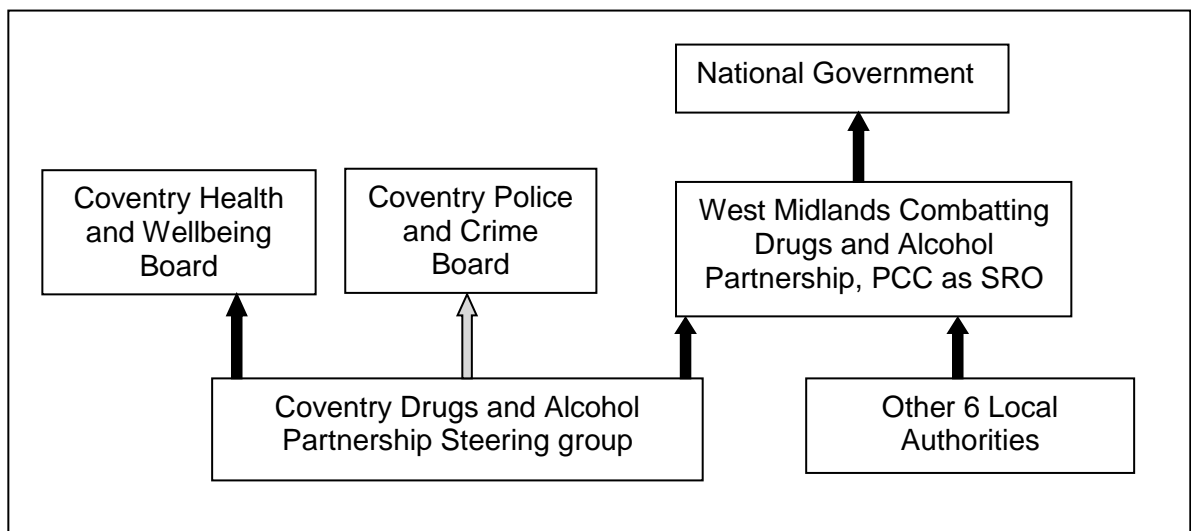 National Government
Coventry Health
and Wellbeing
Board
Coventry Police
and Crime
Board
West Midlands Combatting
Drugs and Alcohol
Partnership, PCC as SRO
Coventry Drugs and Alcohol
Partnership Steering group
Other 6 Local
Authorities